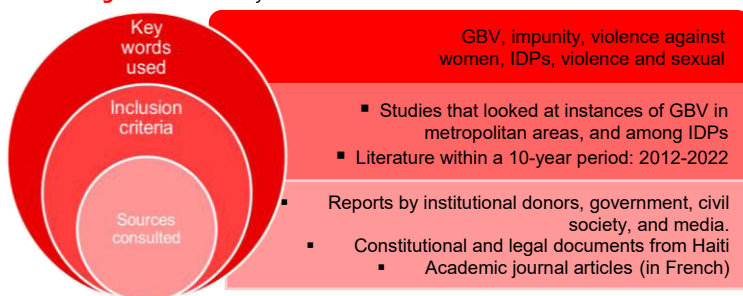 Key
words
used
GBV, impunity, violence against
women, IDPs, violence and sexual
Inclusion
criteria
▪ Studies that looked at instances of GBV in
metropolitan areas, and among IDPs
▪ Literature within a 10-year period: 2012-2022
Sources
consulted
▪ Reports by institutional donors, government, civil
society, and media.
▪ Constitutional and legal documents from Haiti
▪ Academic journal articles (in French)